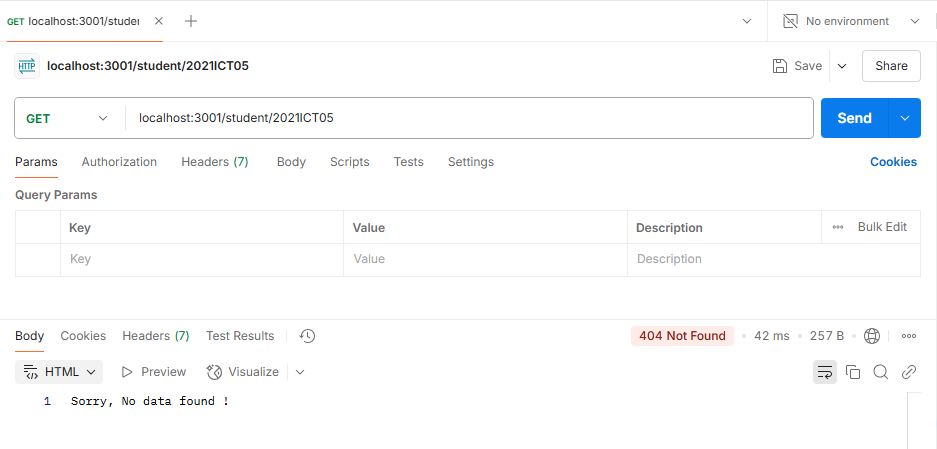 GET localhost:3001/studer
No environment
HTTP localhost:3001/student/2021ICT05
Save
Share
GET localhost:3001/student/2021ICT05
Send
Params Authorization Headers (7) Body Scripts Tests Settings Cookies
Query Params
Key Value Description Bulk Edit
Key Value Description
Body Cookies Headers (7) Test Results 404 Not Found 42 ms 257 B
HTML Preview Visualize
1 Sorry, No data found !